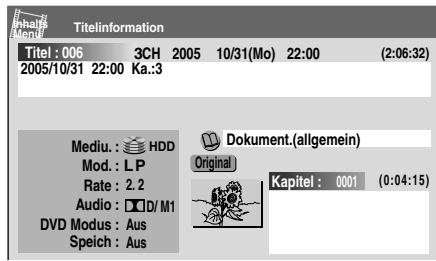 Inhalts
Menü
Titelinformation
Titel : 006 3CH 2005 10/31(Mo) 22:00 (2:06:32)
2005/10/31 22:00 Ka.:3
Mediu. : HDD
Mod. : L P
Rate : 2. 2
Audio : D/ M1
DVD Modus : Aus
Speich : Aus
Dokument.(allgemein)
Original
Kapitel : 0001 (0:04:15)